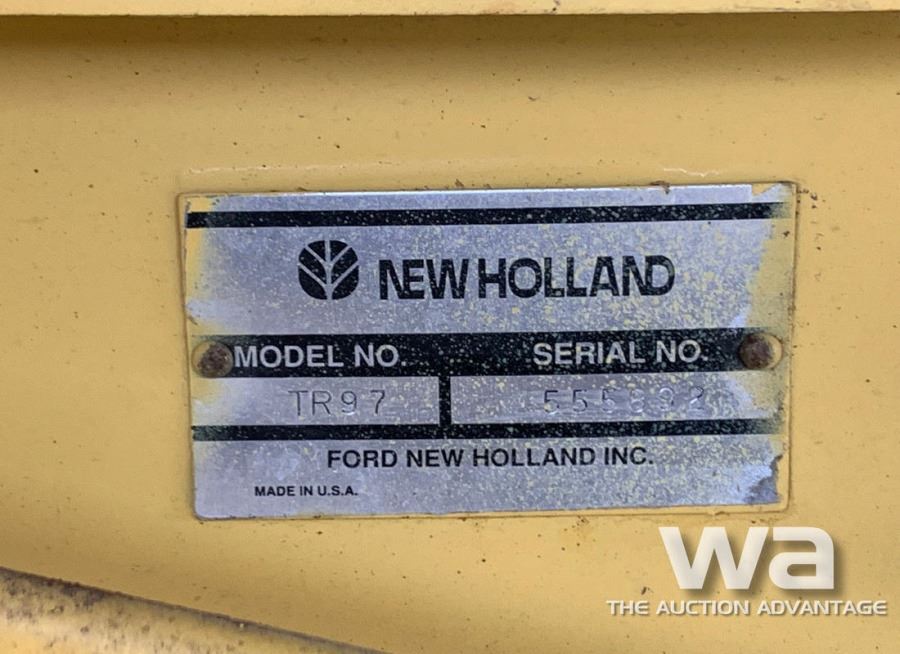 NEW HOLLAND
MODEL NO. SERIAL NO.
TR97
FORD NEW HOLLAND INC.
MADE IN U.S.A.
wa
THE AUCTION ADVANTAGE